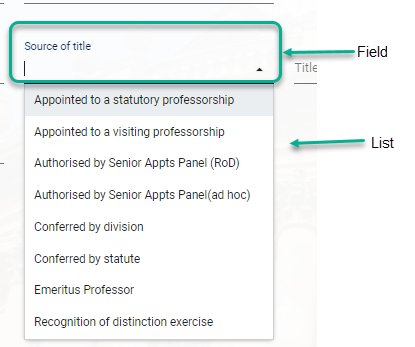 Source of title
Field
Title
Appointed to a statutory professorship
Appointed to a visiting professorship
List
Authorised by Senior Appts Panel (RoD)
Authorised by Senior Appts Panel(ad hoc)
Conferred by division
Conferred by statute
Emeritus Professor
Recognition of distinction exercise